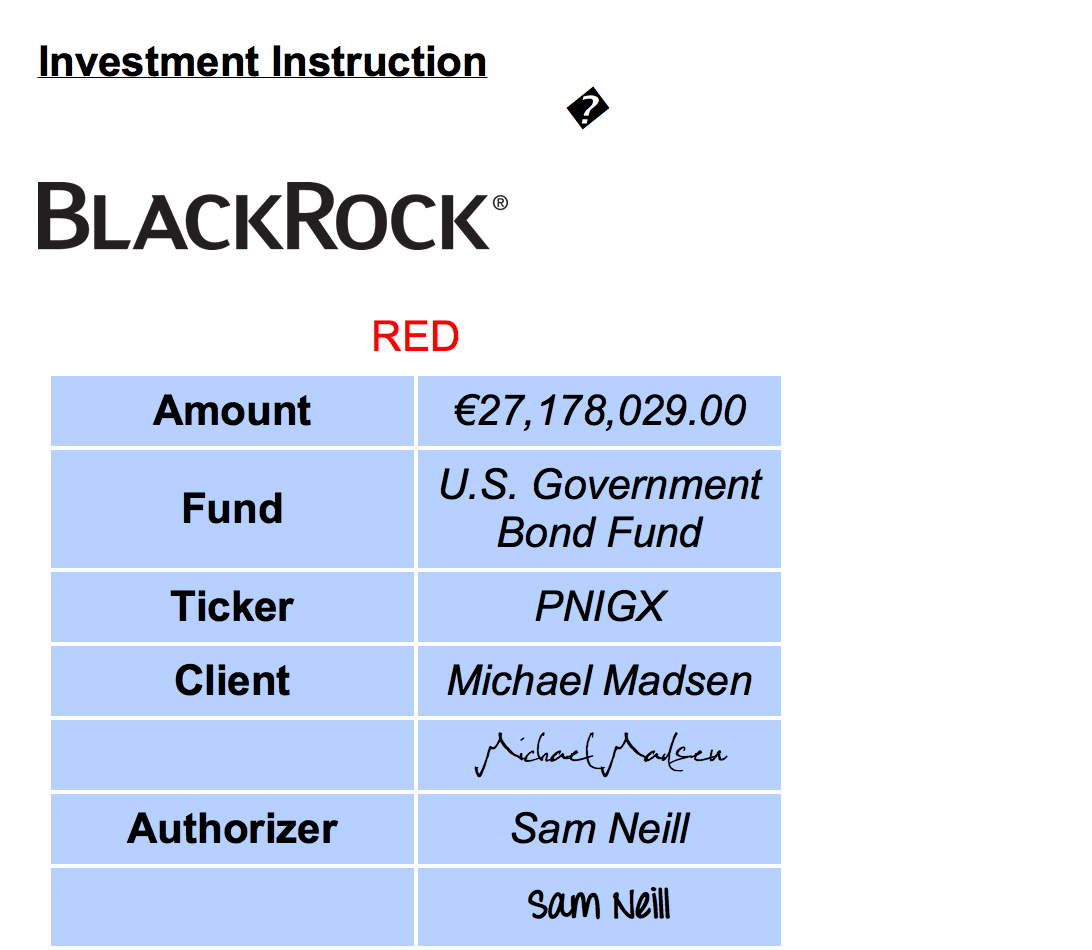 Investment Instruction
�
BLACKROCK®
RED
Amount €27,178,029.00
Fund U.S. Government
Bond Fund
Ticker PNIGX
Client Michael Madsen
Michael Madsen
Authorizer Sam Neill
Sam Neill